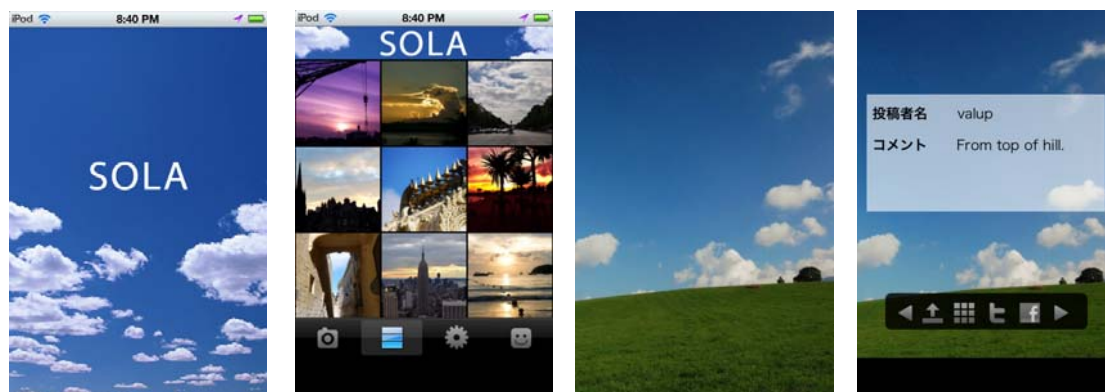 iPod 8:40 PM
SOLA
iPod 8:40 PM
SOLA
投稿者名 valup
コメント From top of hill.